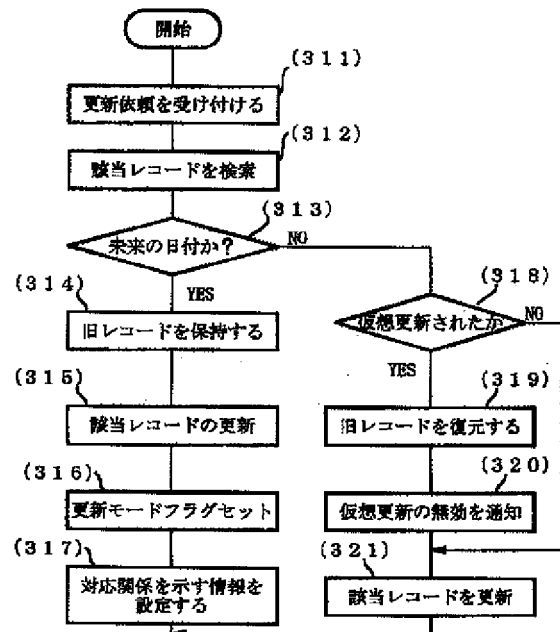 開始
(311)
更新依頼を受け付ける
(312)
該当レコードを検索
(313)
未来の日付か?
NO
(314)
YES
旧レコードを保持する
(315)
該当レコードの更新
(316)
更新モードフラグセット
(317)
対応関係を示す情報を
設定する
(318)
仮想更新されたか
NO
YES
(319)
旧レコードを復元する
(320)
仮想更新の無効を通知
(321)
該当レコードを更新